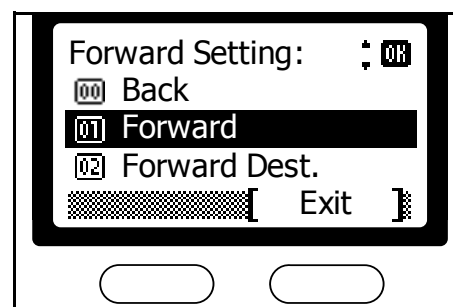 Forward Setting: OK
00 Back
01 Forward
02 Forward Dest.
[ Exit ]